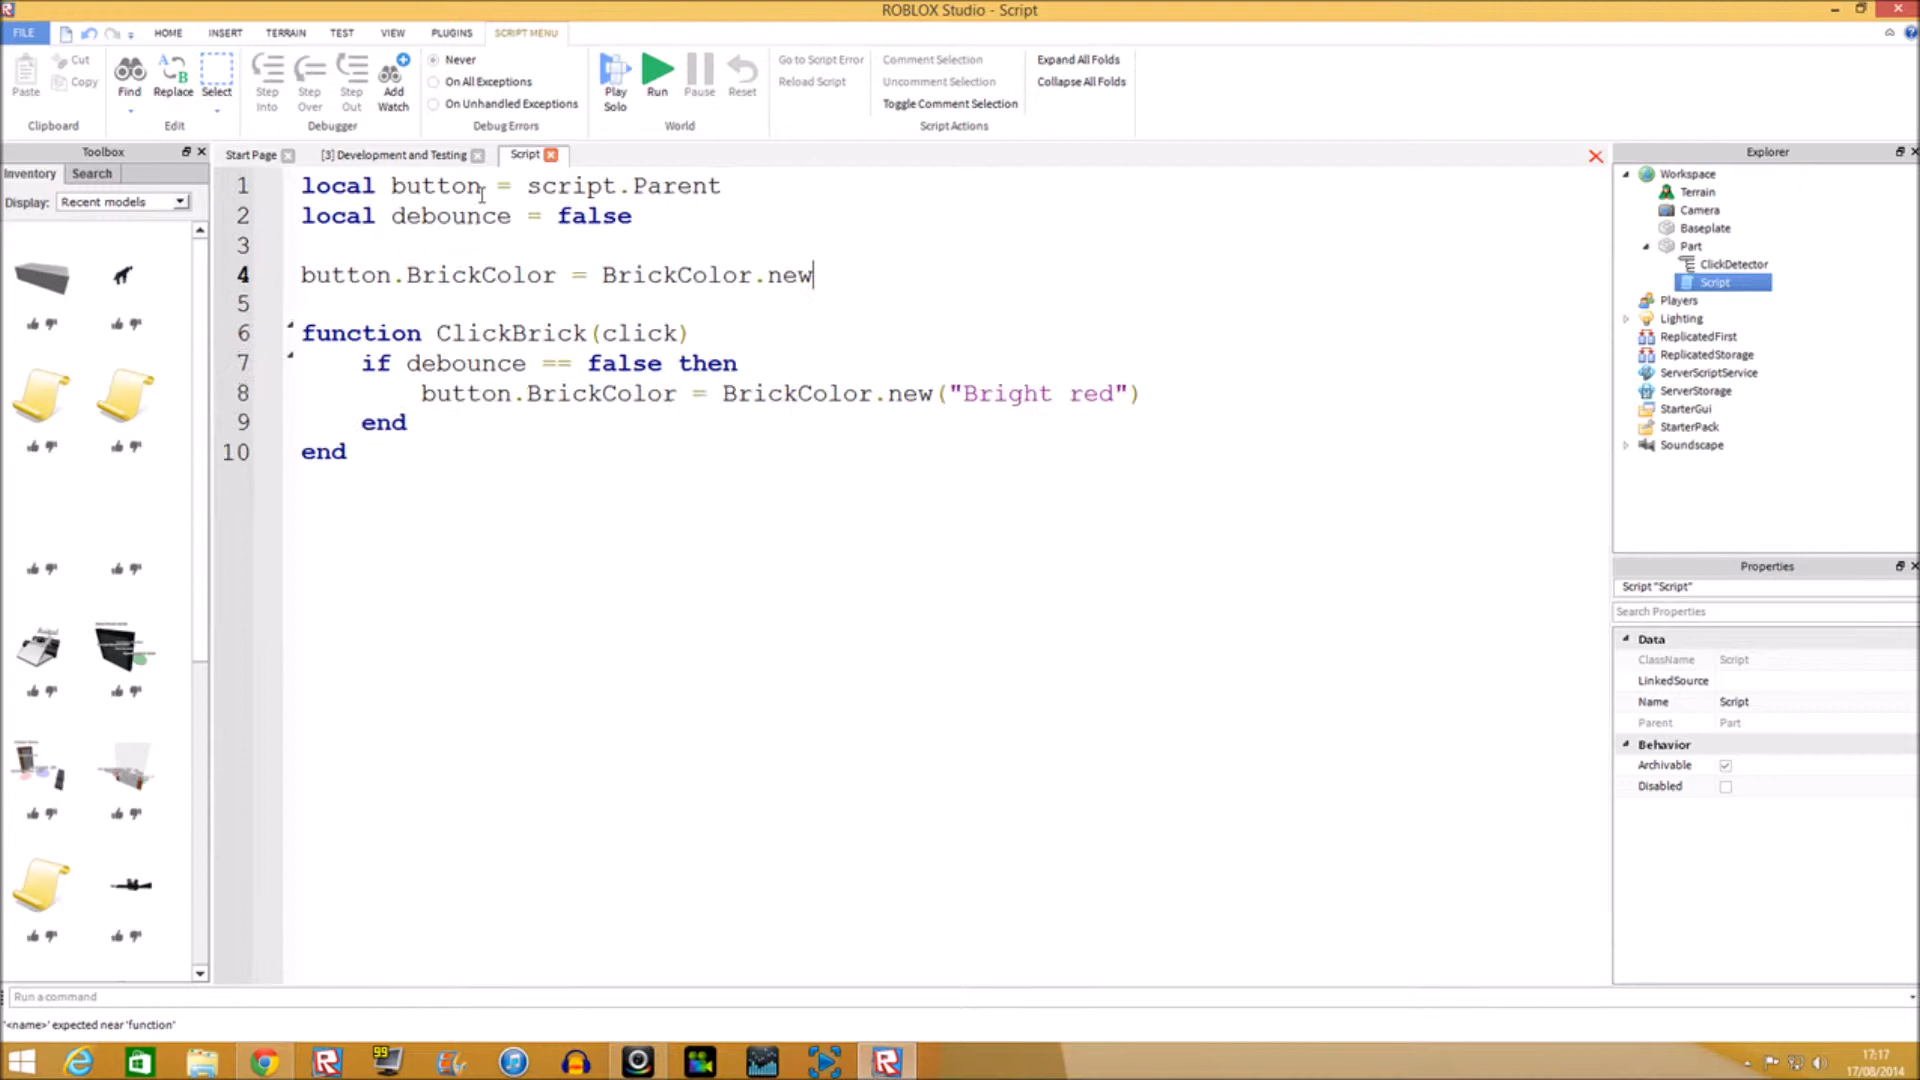 ROBLOX Studio - Script
FILE HOME INSERT TERRAIN TEST VIEW PLUGINS SCRIPT MENU
Paste Cut Copy Find Replace Select Step Into Step Over Step Out Add Watch
Never
On All Exceptions
On Unhandled Exceptions
Play Solo Run Pause Reset
Go to Script Error
Reload Script
Comment Selection
Uncomment Selection
Toggle Comment Selection
Expand All Folds
Collapse All Folds
Clipboard Edit Debugger Debug Errors World Script Actions
Toolbox
Inventory Search
Display: Recent models
Start Page [3] Development and Testing Script
1 local button = script.Parent
2 local debounce = false
3
4 button.BrickColor = BrickColor.new
5
6 function ClickBrick(click)
7 if debounce == false then
8 button.BrickColor = BrickColor.new("Bright red")
9 end
10 end
Explorer
Workspace
Terrain
Camera
Baseplate
Part
ClickDetector
Script
Players
Lighting
ReplicatedFirst
ReplicatedStorage
ServerScriptService
ServerStorage
StarterGui
StarterPack
Soundscape
Properties
Script "Script"
Search Properties
Data
ClassName Script
LinkedSource
Name Script
Parent Part
Behavior
Archivable
Disabled
Run a command
'<name>' expected near 'function'
99
17:17
17/08/2014